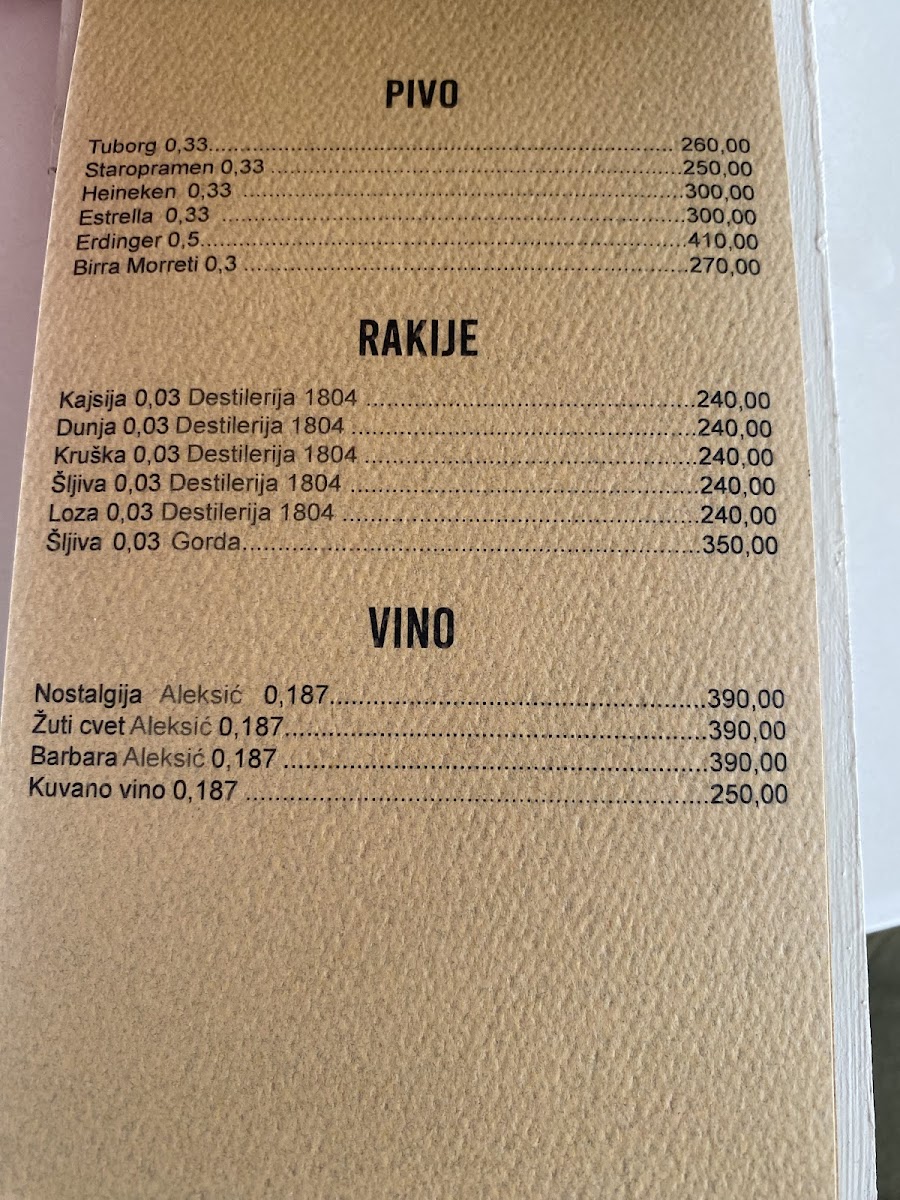 PIVO
Tuborg 0,33.......................................................................... 260,00
Staropramen 0,33 ..................................................................250,00
Heineken 0,33 .......................................................................300,00
Estrella 0,33 ..........................................................................300,00
Erdinger 0,5............................................................................410,00
Birra Morreti 0,3 .....................................................................270,00
RAKIJE
Kajsija 0,03 Destilerija 1804 ..................................................240,00
Dunja 0,03 Destilerija 1804 ....................................................240,00
Kruška 0,03 Destilerija 1804 ..................................................240,00
Šljiva 0,03 Destilerija 1804 ....................................................240,00
Loza 0,03 Destilerija 1804 .....................................................240,00
Šljiva 0,03 Gorda....................................................................350,00
VINO
Nostalgija Aleksić 0,187........................................................390,00
Žuti cvet Aleksić 0,187...............................................................390,00
Barbara Aleksić 0,187 ...............................................................390,00
Kuvano vino 0,187 ....................................................................250,00